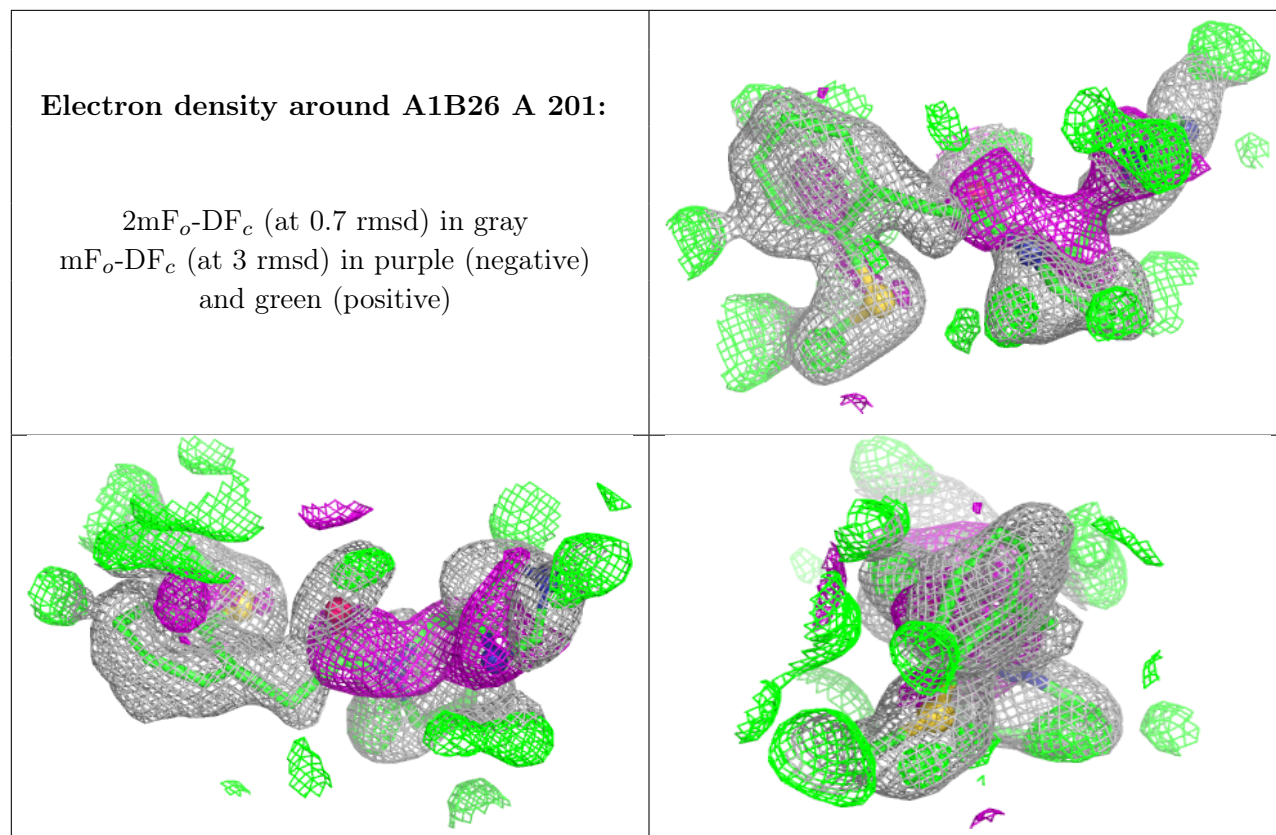 Electron density around A1B26 A 201:
2mFₒ-DF𝒸 (at 0.7 rmsd) in gray
mFₒ-DF𝒸 (at 3 rmsd) in purple (negative)
and green (positive)